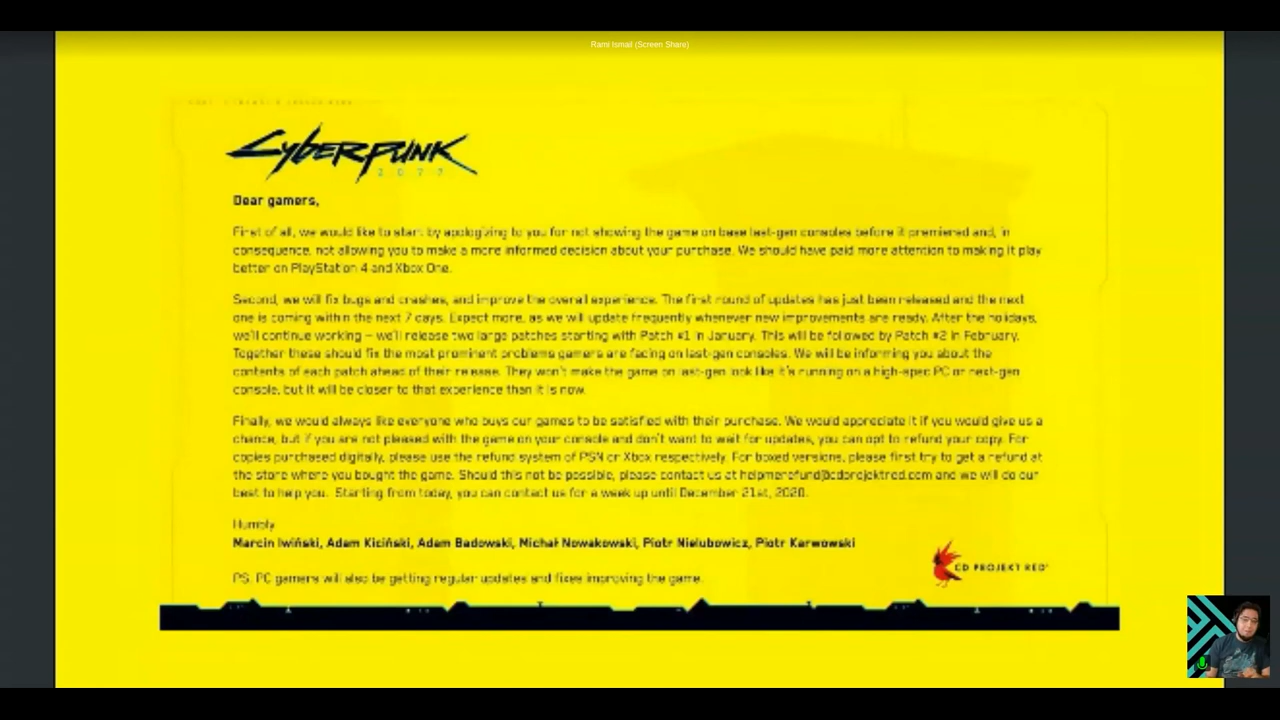 Rami Ismail (Screen Share)
Cyberpunk
2077
Dear gamers,
First of all, we would like to start by apologizing to you for not showing the game on base last-gen consoles before it premiered and, in
consequence, not allowing you to make a more informed decision about your purchase. We should have paid more attention to making it play
better on PlayStation 4 and Xbox One.
Second, we will fix bugs and crashes, and improve the overall experience. The first round of updates has just been released and the next
one is coming within the next 7 days. Expect more, as we will update frequently whenever new improvements are ready. After the holidays,
we'll continue working – we'll release two large patches starting with Patch #1 in January. This will be followed by Patch #2 in February.
Together these should fix the most prominent problems gamers are facing on last-gen consoles. We will be informing you about the
contents of each patch ahead of their release. They won't make the game on last-gen look like it's running on a high-spec PC or next-gen
console, but it will be closer to that experience than it is now.
Finally, we would always like everyone who buys our games to be satisfied with their purchase. We would appreciate it if you would give us a
chance, but if you are not pleased with the game on your console and don't want to wait for updates, you can opt to refund your copy. For
copies purchased digitally, please use the refund system of PSN or Xbox respectively. For boxed versions, please first try to get a refund at
the store where you bought the game. Should this not be possible, please contact us at helpmerefund@cdprojektred.com and we will do our
best to help you. Starting from today, you can contact us for a week up until December 21st, 2020.
Humbly
Marcin Iwiński, Adam Kiciński, Adam Badowski, Michał Nowakowski, Piotr Nielubowicz, Piotr Karwowski
CD PROJEKT RED
PS. PC gamers will also be getting regular updates and fixes improving the game.